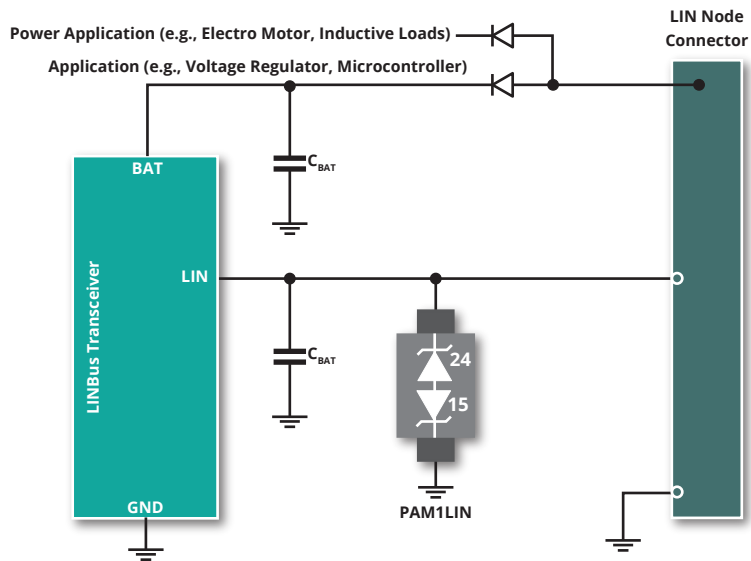 LIN Node
Connector
Power Application (e.g., Electro Motor, Inductive Loads)
Application (e.g., Voltage Regulator, Microcontroller)
BAT
CBAT
LINBus Transceiver
LIN
CBAT
24
15
GND
PAM1LIN